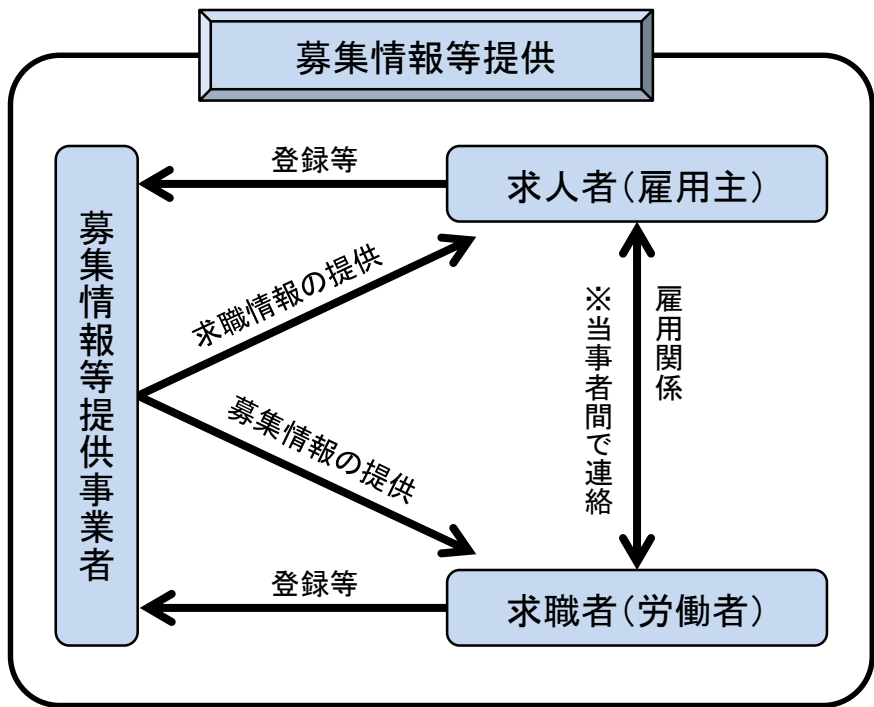 募集情報等提供
登録等
求人者（雇用主）
募集情報等提供事業者
求職情報の提供
募集情報の提供
雇用関係
※当事者間で連絡
登録等
求職者（労働者）